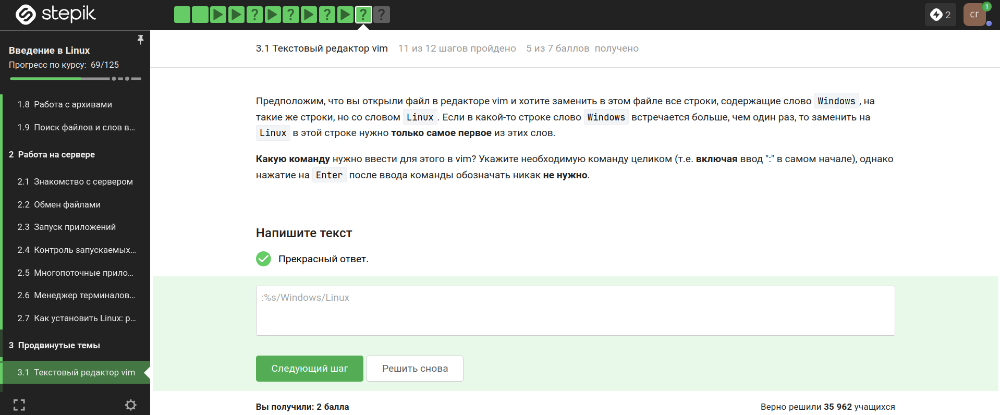 stepik
? ? ? ? ?
2
СГ
1
Введение в Linux
Прогресс по курсу: 69/125
1.8 Работа с архивами
1.9 Поиск файлов и слов в...
2 Работа на сервере
2.1 Знакомство с сервером
2.2 Обмен файлами
2.3 Запуск приложений
2.4 Контроль запускаемых...
2.5 Многопоточные прило...
2.6 Менеджер терминалов...
2.7 Как установить Linux: р...
3 Продвинутые темы
3.1 Текстовый редактор vim
3.1 Текстовый редактор vim 11 из 12 шагов пройдено 5 из 7 баллов получено
Предположим, что вы открыли файл в редакторе vim и хотите заменить в этом файле все строки, содержащие слово Windows, на
такие же строки, но со словом Linux. Если в какой-то строке слово Windows встречается больше, чем один раз, то заменить на
Linux в этой строке нужно только самое первое из этих слов.
Какую команду нужно ввести для этого в vim? Укажите необходимую команду целиком (т.е. включая ввод ":" в самом начале), однако
нажатие на Enter после ввода команды обозначать никак не нужно.
Напишите текст
Прекрасный ответ.
:%s/Windows/Linux
Следующий шаг
Решить снова
Вы получили: 2 балла
Верно решили 35 962 учащихся